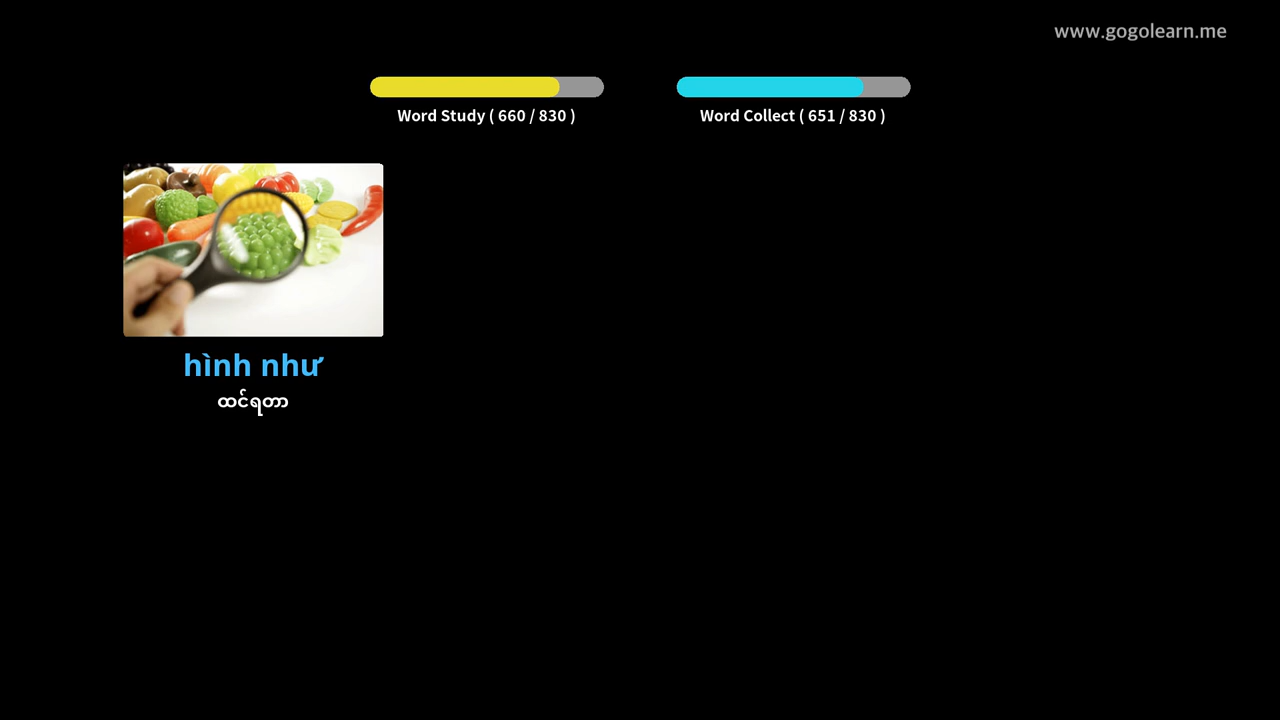 www.gogolearn.me
Word Study ( 660 / 830 )
Word Collect ( 651 / 830 )
hình như
ထင်ရတာ